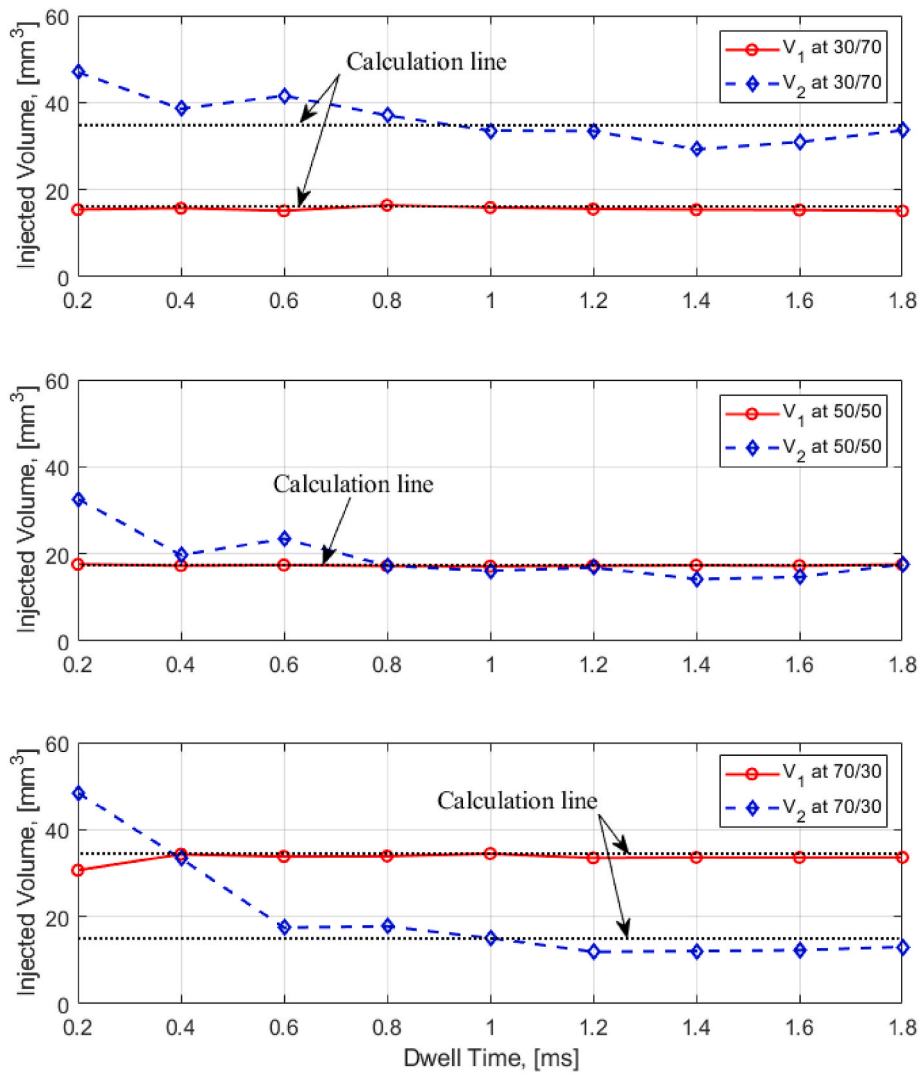 60
40
20
0
Injected Volume, [mm³]
Calculation line
V₁ at 30/70
V₂ at 30/70
0.2 0.4 0.6 0.8 1 1.2 1.4 1.6 1.8
60
40
20
0
Injected Volume, [mm³]
Calculation line
V₁ at 50/50
V₂ at 50/50
0.2 0.4 0.6 0.8 1 1.2 1.4 1.6 1.8
60
40
20
0
Injected Volume, [mm³]
Calculation line
V₁ at 70/30
V₂ at 70/30
0.2 0.4 0.6 0.8 1 1.2 1.4 1.6 1.8
Dwell Time, [ms]